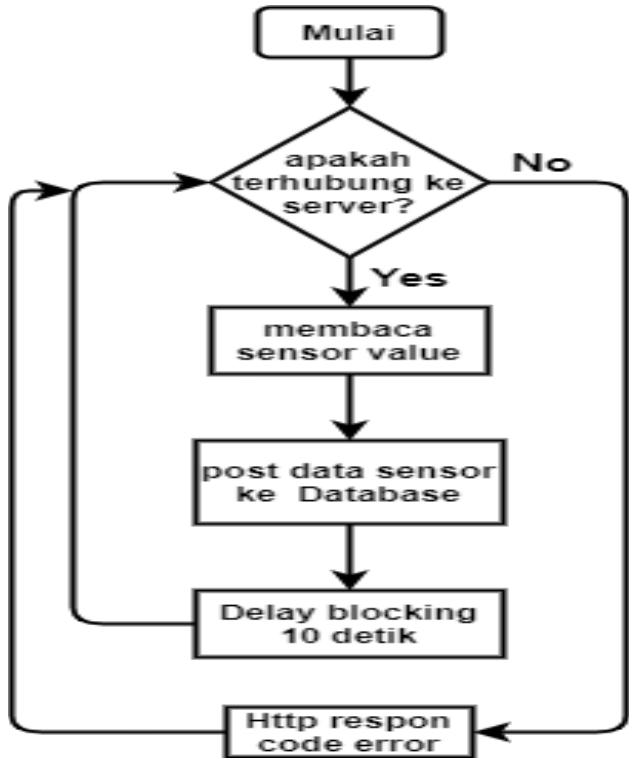 Mulai
apakah
terhubung ke
server?
No
Yes
membaca
sensor value
post data sensor
ke Database
Delay blocking
10 detik
Http respon
code error